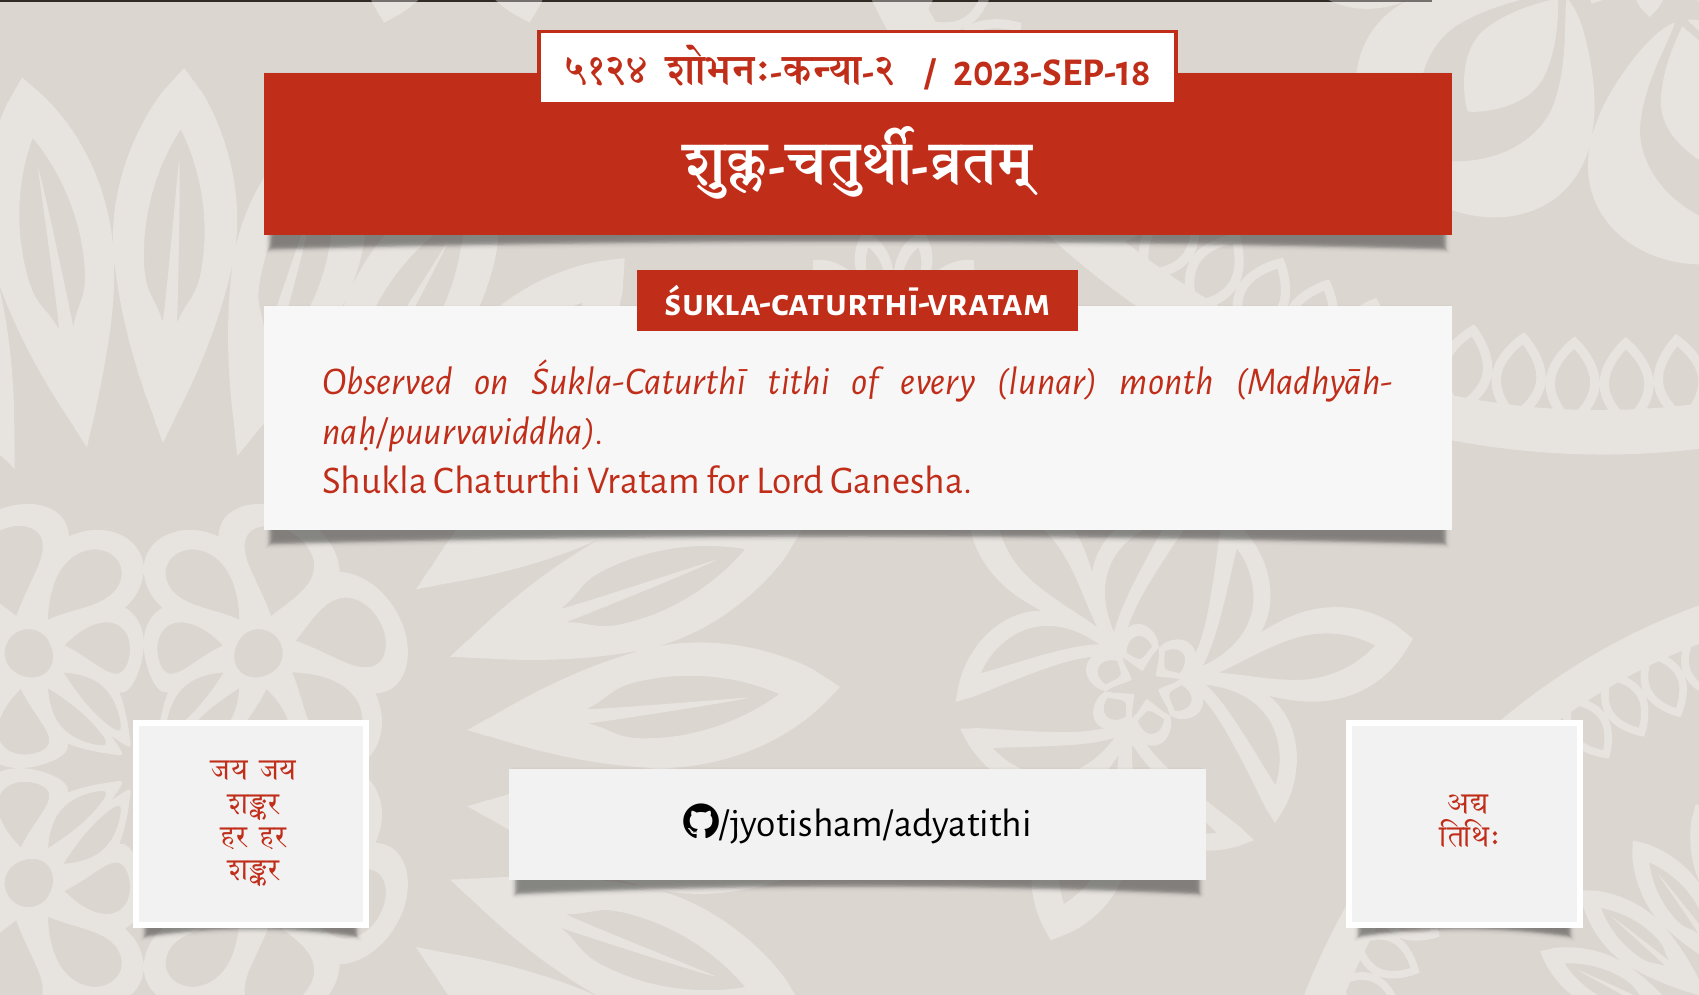 ५१२४ शोभनः-कन्या-२ / 2023-SEP-18
शुक्ल-चतुर्थी-व्रतम्
ŚUKLA-CATURTHĪ-VRATAM
Observed on Śukla-Caturthī tithi of every (lunar) month (Madhyāh-
naḥ/puurvaviddha).
Shukla Chaturthi Vratam for Lord Ganesha.
जय जय
शङ्कर
हर हर
शङ्कर
/jyotisham/adyatithi
अद्य
तिथिः